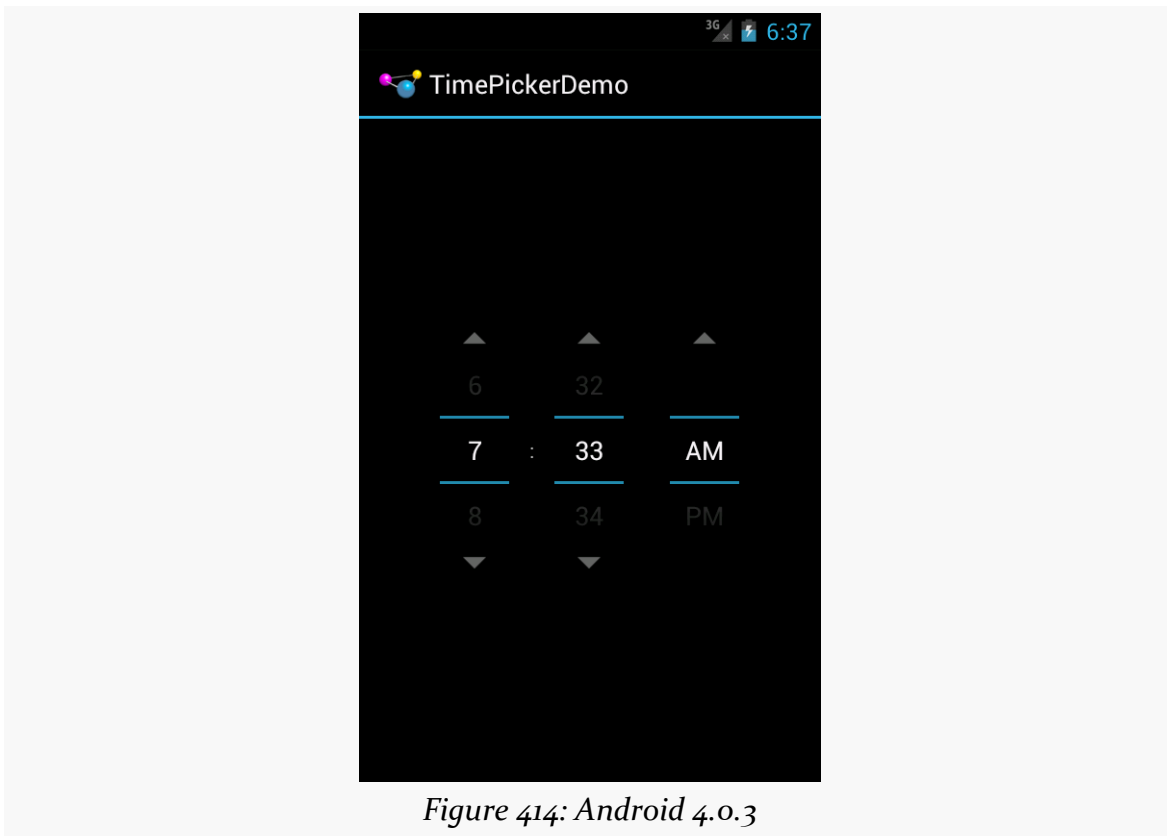 3G 6:37
TimePickerDemo
6 32
7 : 33 AM
8 34 PM
Figure 414: Android 4.0.3